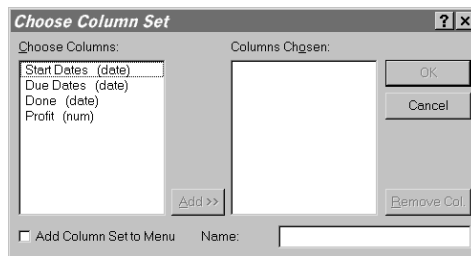 Choose Column Set
Choose Columns:
Columns Chosen:
Start Dates (date)
Due Dates (date)
Done (date)
Profit (num)
OK
Cancel
Add >>
Remove Col.
Add Column Set to Menu
Name: